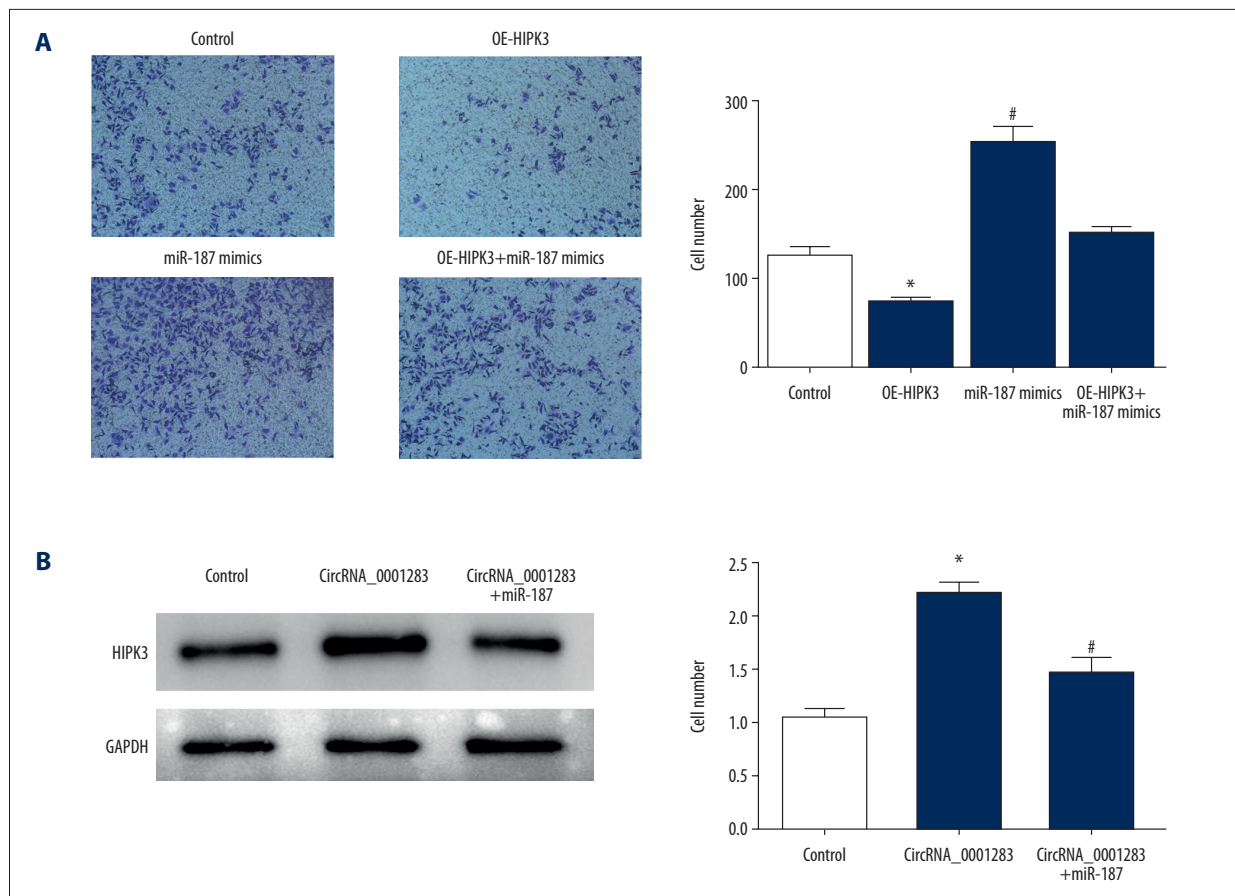 A
Control
OE-HIPK3
miR-187 mimics
OE-HIPK3+miR-187 mimics
300
200
100
0
Cell number
*
#
Control
OE-HIPK3
miR-187 mimics
OE-HIPK3+
miR-187 mimics
B
Control
CircRNA_0001283
CircRNA_0001283
+miR-187
HIPK3
GAPDH
2.5
2.0
1.5
1.0
0.5
0.0
Cell number
*
#
Control
CircRNA_0001283
CircRNA_0001283
+miR-187